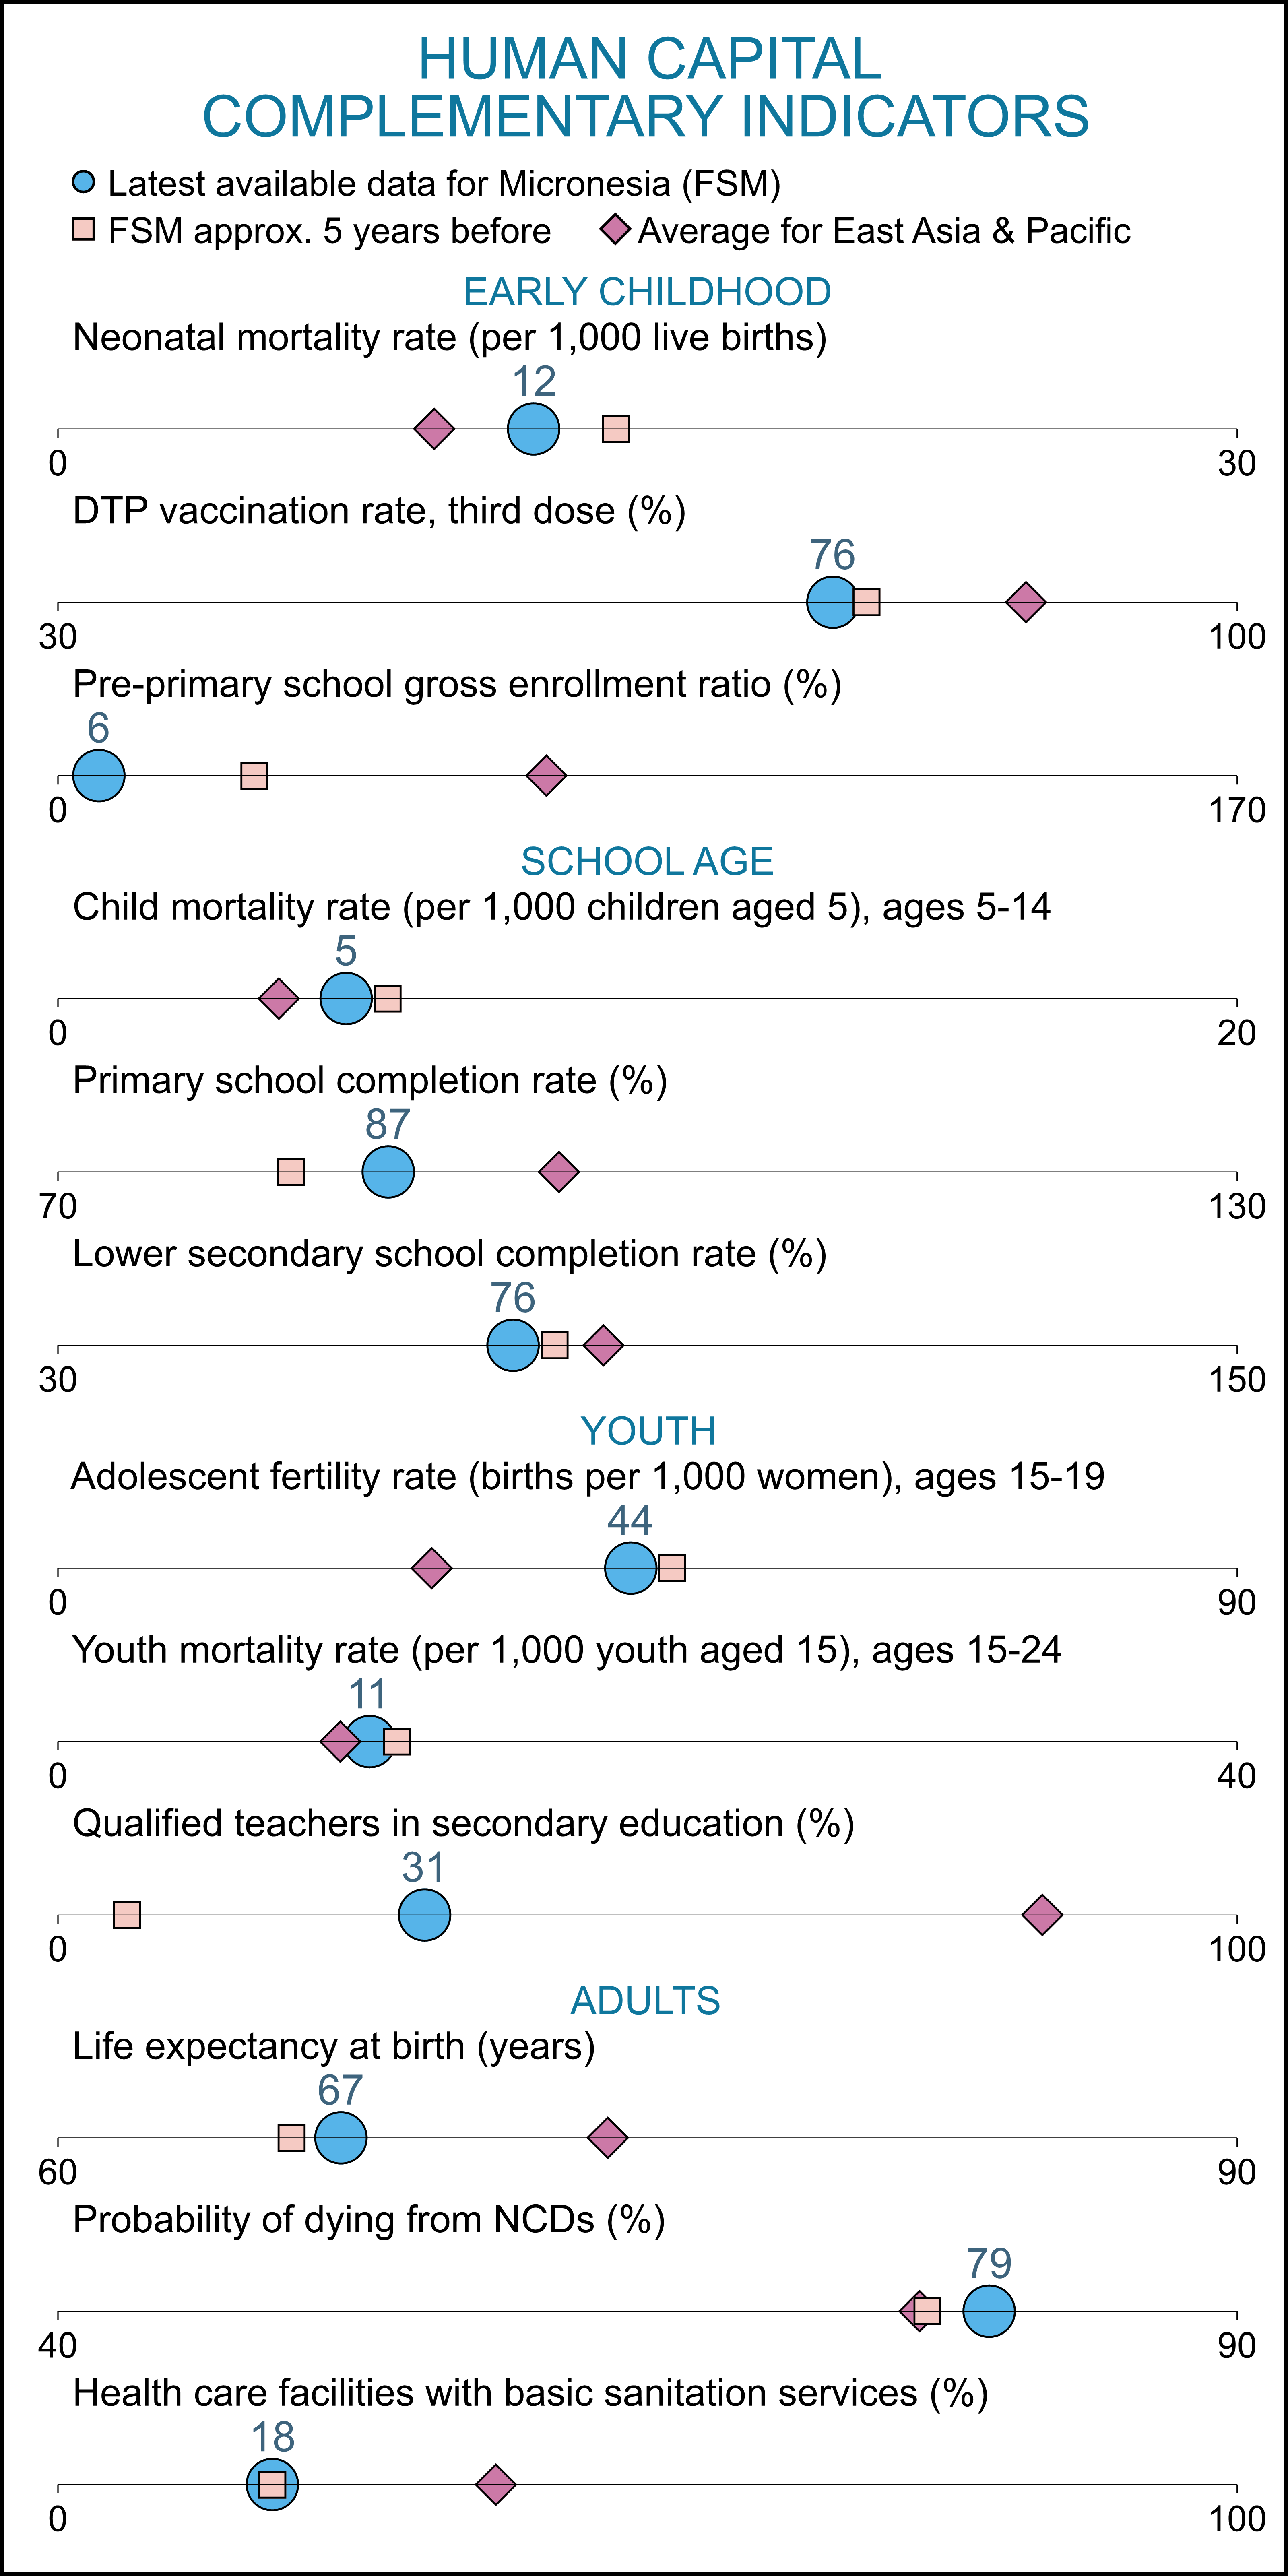 HUMAN CAPITAL
COMPLEMENTARY INDICATORS
Latest available data for Micronesia (FSM)
FSM approx. 5 years before Average for East Asia & Pacific
EARLY CHILDHOOD
Neonatal mortality rate (per 1,000 live births)
12
0 30
DTP vaccination rate, third dose (%)
76
30 100
Pre-primary school gross enrollment ratio (%)
6
0 170
SCHOOL AGE
Child mortality rate (per 1,000 children aged 5), ages 5-14
5
0 20
Primary school completion rate (%)
87
70 130
Lower secondary school completion rate (%)
76
30 150
YOUTH
Adolescent fertility rate (births per 1,000 women), ages 15-19
44
0 90
Youth mortality rate (per 1,000 youth aged 15), ages 15-24
11
0 40
Qualified teachers in secondary education (%)
31
0 100
ADULTS
Life expectancy at birth (years)
67
60 90
Probability of dying from NCDs (%)
79
40 90
Health care facilities with basic sanitation services (%)
18
0 100